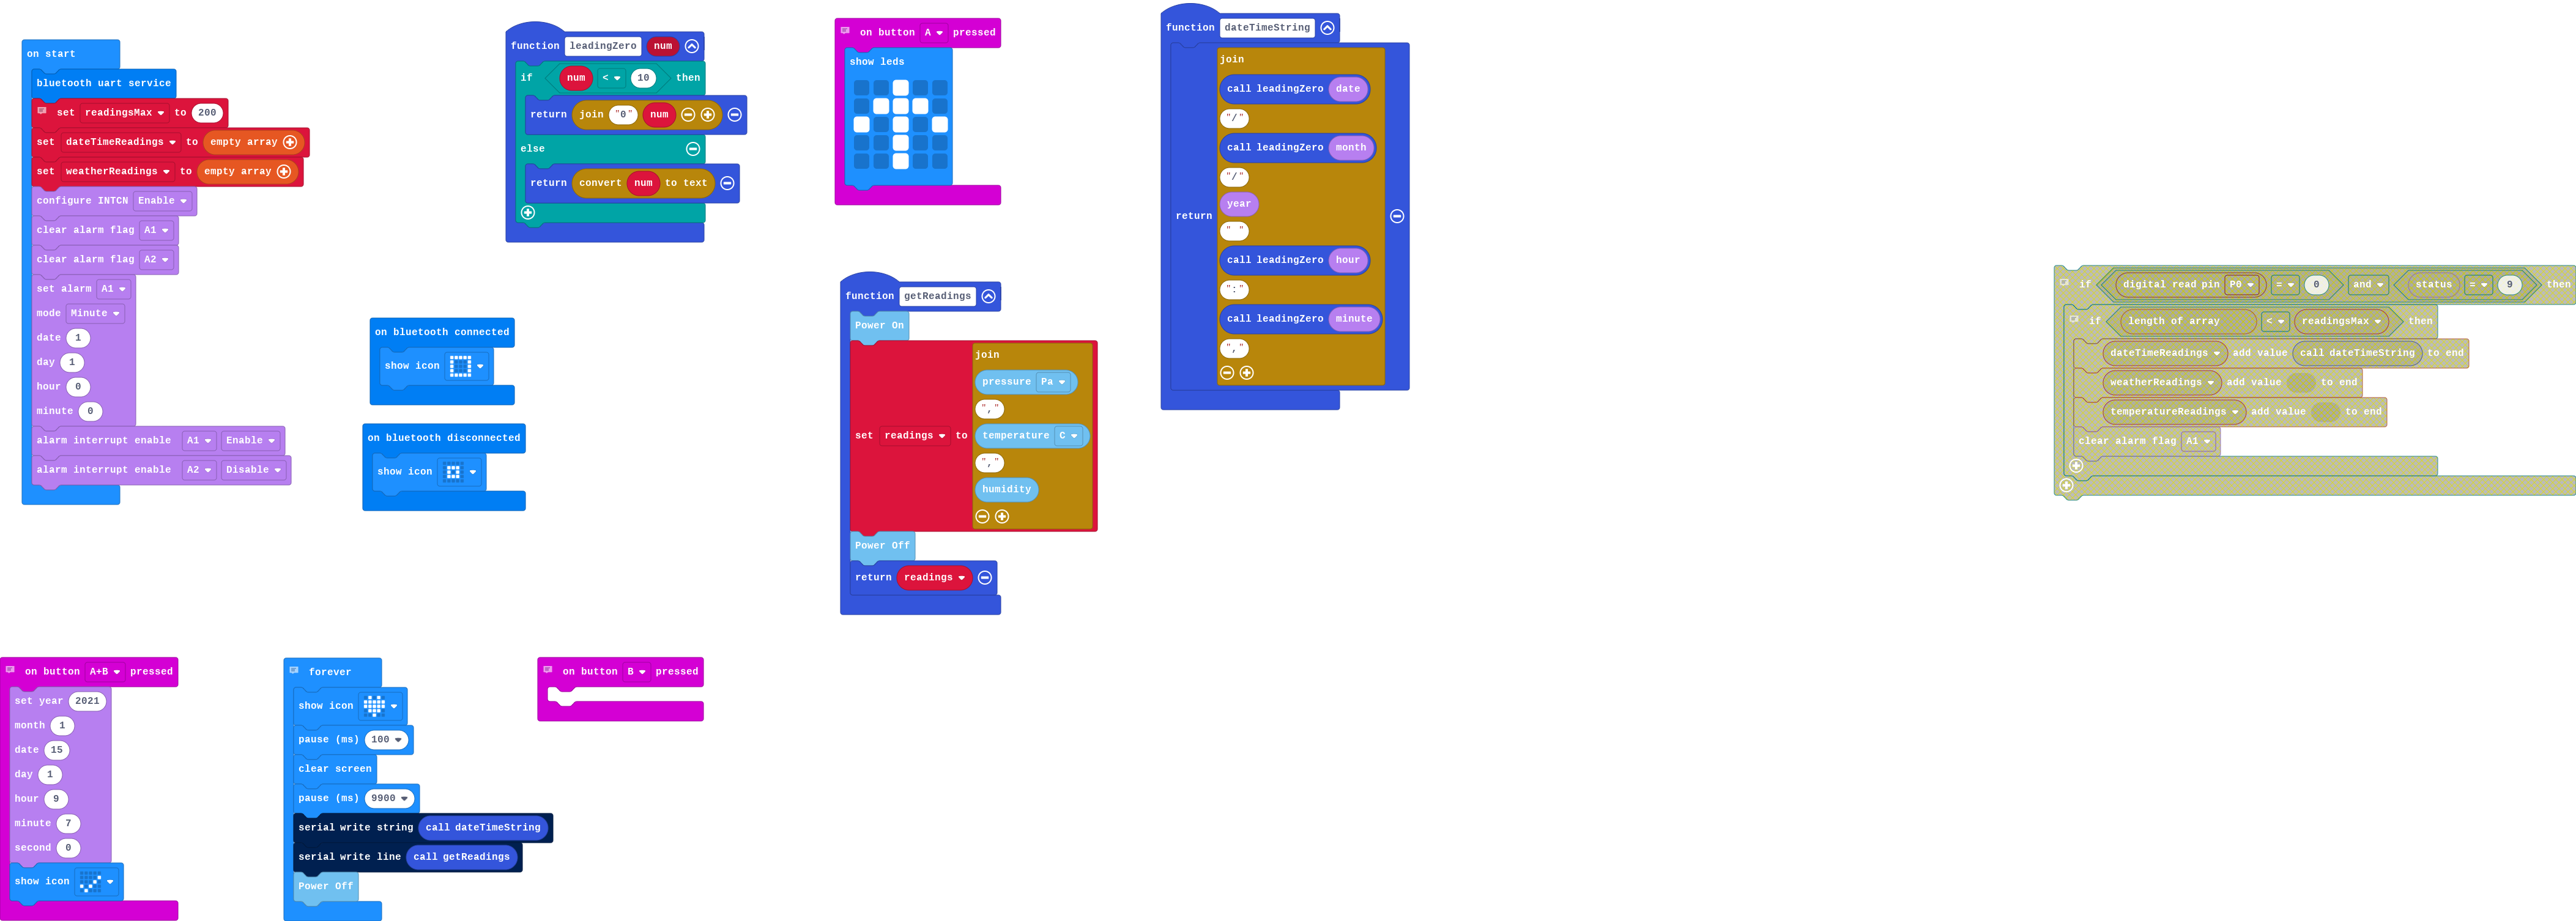 on start
bluetooth uart service
set readingsMax to 200
set dateTimeReadings to empty array
set weatherReadings to empty array
configure INTCN Enable
clear alarm flag A1
clear alarm flag A2
set alarm A1
mode Minute
date 1
day 1
hour 0
minute 0
alarm interrupt enable A1 Enable
alarm interrupt enable A2 Disable
on bluetooth connected
show icon
on bluetooth disconnected
show icon
function leadingZero num
if num < 10 then
return join "0" num
else
return convert num to text
on button A pressed
show leds
function getReadings
Power On
set readings to
join
pressure Pa
","
temperature C
","
humidity
Power Off
return readings
function dateTimeString
return
join
call leadingZero date
"/"
call leadingZero month
"/"
year
" "
call leadingZero hour
":"
call leadingZero minute
","
if digital read pin P0 = 0 and status = 9 then
if length of array < readingsMax then
dateTimeReadings add value call dateTimeString to end
weatherReadings add value to end
temperatureReadings add value to end
clear alarm flag A1
on button A+B pressed
set year 2021
month 1
date 15
day 1
hour 9
minute 7
second 0
show icon
forever
show icon
pause (ms) 100
clear screen
pause (ms) 9900
serial write string call dateTimeString
serial write line call getReadings
Power Off
on button B pressed